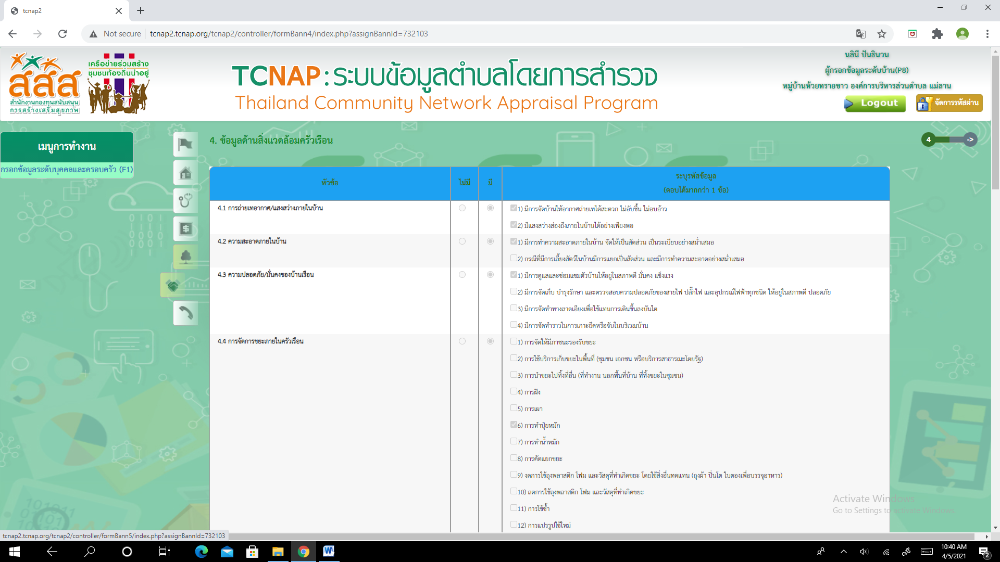 tcnap2
Not secure
tcnap2.tcnap.org/tcnap2/controller/formBann4/index.php?assignBannId=732103
สสส
สำนักงานกองทุนสนับสนุน
การสร้างเสริมสุขภาพ
เครือข่ายร่วมสร้าง
ชุมชนท้องถิ่นน่าอยู่
TCNAP : ระบบข้อมูลตำบลโดยการสำรวจ
Thailand Community Network Appraisal Program
นลินี ปันธินวน
ผู้กรอกข้อมูลระดับบ้าน(P8)
หมู่บ้านห้วยทรายขาว องค์การบริหารส่วนตำบล แม่ลาน
Logout
จัดการรหัสผ่าน
เมนูการทำงาน
กรอกข้อมูลระดับบุคคลและครอบครัว (F1)
4. ข้อมูลด้านสิ่งแวดล้อมครัวเรือน
4
->
หัวข้อ
ไม่มี
มี
ระบุรหัสข้อมูล
(ตอบได้มากกว่า 1 ข้อ)
4.1 การถ่ายเทอากาศ/แสงสว่างภายในบ้าน
1) มีการจัดบ้านให้อากาศถ่ายเทได้สะดวก ไม่อับชื้น ไม่อบอ้าว
2) มีแสงสว่างส่องถึงภายในบ้านได้อย่างเพียงพอ
4.2 ความสะอาดภายในบ้าน
1) มีการทำความสะอาดภายในบ้าน จัดให้เป็นสัดส่วน เป็นระเบียบอย่างสม่ำเสมอ
2) กรณีที่มีการเลี้ยงสัตว์ในบ้านมีการแยกเป็นสัดส่วน และมีการทำความสะอาดอย่างสม่ำเสมอ
4.3 ความปลอดภัย/มั่นคงของบ้านเรือน
1) มีการดูแลและซ่อมแซมตัวบ้านให้อยู่ในสภาพดี มั่นคง แข็งแรง
2) มีการจัดเก็บ บำรุงรักษา และตรวจสอบความปลอดภัยของสายไฟ ปลั๊กไฟ และอุปกรณ์ไฟฟ้าทุกชนิด ให้อยู่ในสภาพดี ปลอดภัย
3) มีการจัดทำทางลาดเอียงเพื่อใช้แทนการเดินขึ้นลงบันได
4) มีการจัดทำราวในการเกาะยึดหรือจับในบริเวณบ้าน
4.4 การจัดการขยะภายในครัวเรือน
1) การจัดให้มีภาชนะรองรับขยะ
2) การใช้บริการเก็บขยะในพื้นที่ (ชุมชน เอกชน หรือบริการสาธารณะโดยรัฐ)
3) การนำขยะไปทิ้งที่อื่น (ที่ทำงาน นอกพื้นที่บ้าน ที่ทิ้งขยะในชุมชน)
4) การฝัง
5) การเผา
6) การทำปุ๋ยหมัก
7) การทำน้ำหมัก
8) การคัดแยกขยะ
9) งดการใช้ถุงพลาสติก โฟม และวัสดุที่ทำเกิดขยะ โดยใช้สิ่งอื่นทดแทน (ถุงผ้า ปิ่นโต ใบตองเพื่อบรรจุอาหาร)
10) ลดการใช้ถุงพลาสติก โฟม และวัสดุที่ทำเกิดขยะ
11) การใช้ซ้ำ
12) การแปรรูปใช้ใหม่
Activate Windows
Go to Settings to activate Windows.
tcnap2.tcnap.org/tcnap2/controller/formBann5/index.php?assignBannId=732103
10:40 AM
4/5/2021
2